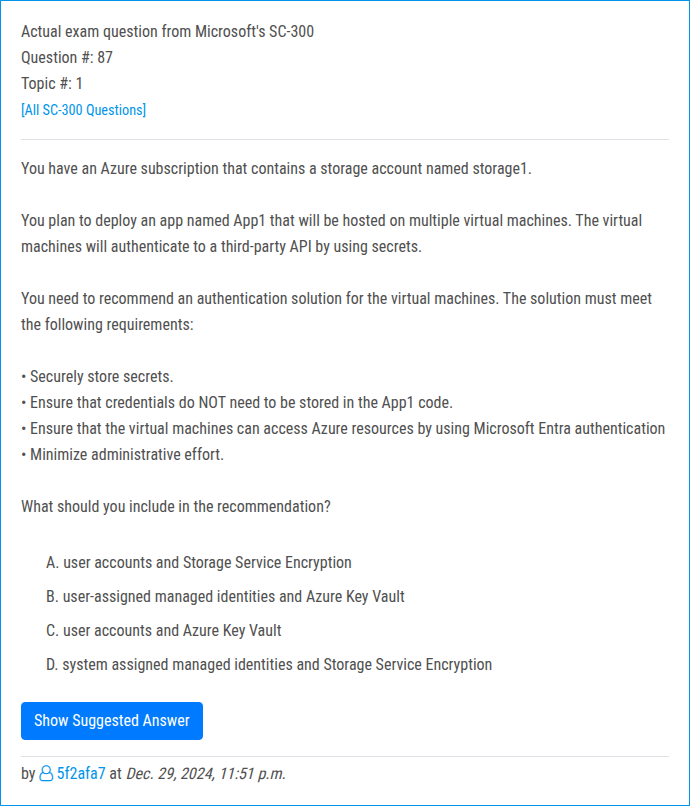 Actual exam question from Microsoft's SC-300
Question #: 87
Topic #: 1
[All SC-300 Questions]
You have an Azure subscription that contains a storage account named storage1.
You plan to deploy an app named App1 that will be hosted on multiple virtual machines. The virtual
machines will authenticate to a third-party API by using secrets.
You need to recommend an authentication solution for the virtual machines. The solution must meet
the following requirements:
• Securely store secrets.
• Ensure that credentials do NOT need to be stored in the App1 code.
• Ensure that the virtual machines can access Azure resources by using Microsoft Entra authentication
• Minimize administrative effort.
What should you include in the recommendation?
A. user accounts and Storage Service Encryption
B. user-assigned managed identities and Azure Key Vault
C. user accounts and Azure Key Vault
D. system assigned managed identities and Storage Service Encryption
Show Suggested Answer
by 5f2afa7 at Dec. 29, 2024, 11:51 p.m.